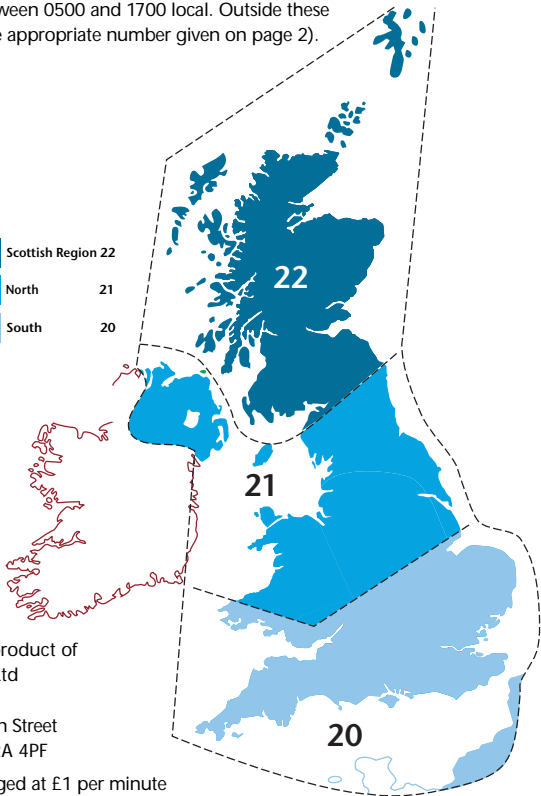 ween 0500 and 1700 local. Outside these
e appropriate number given on page 2).
Scottish Region 22
North 21
South 20
22
21
20
product of
td
n Street
A 4PF
ged at £1 per minute